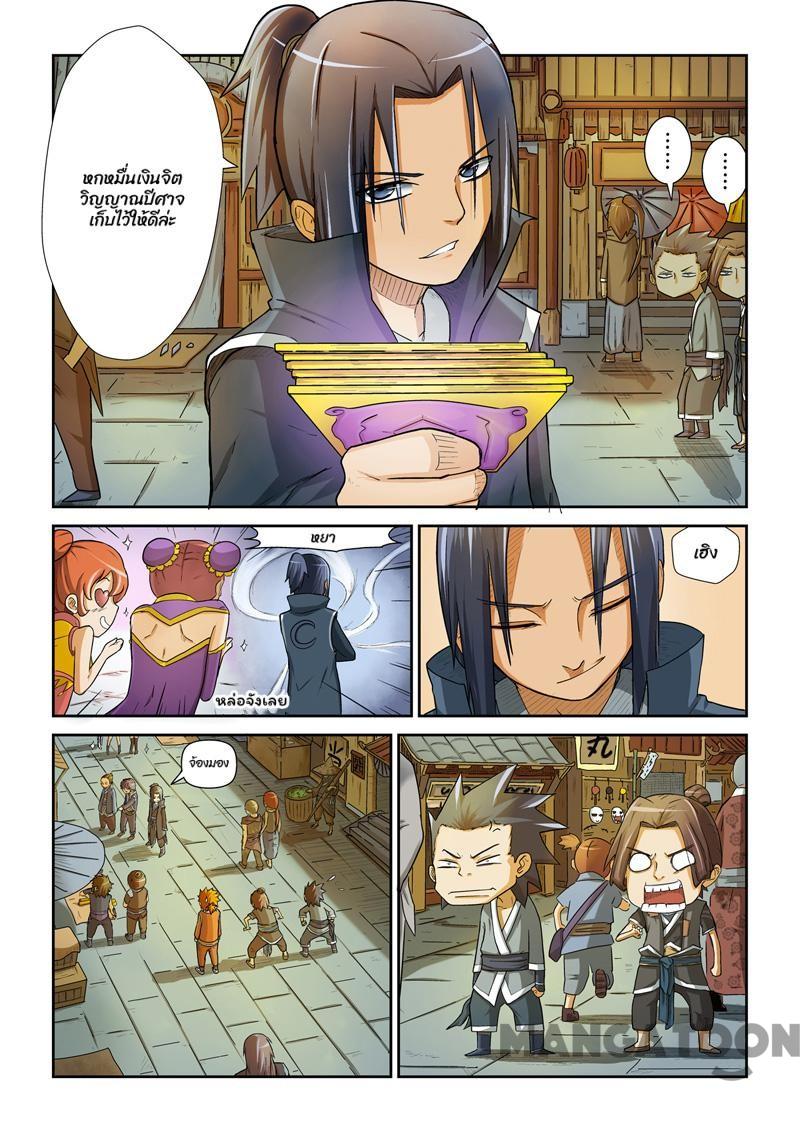 หกหมื่นเงินจิต
วิญญาณปีศาจ
เก็บไว้ให้ดีล่ะ
......
......
หยา
หล่อจังเลย
เฮิง
จ้องมอง
丸
MANGATOON